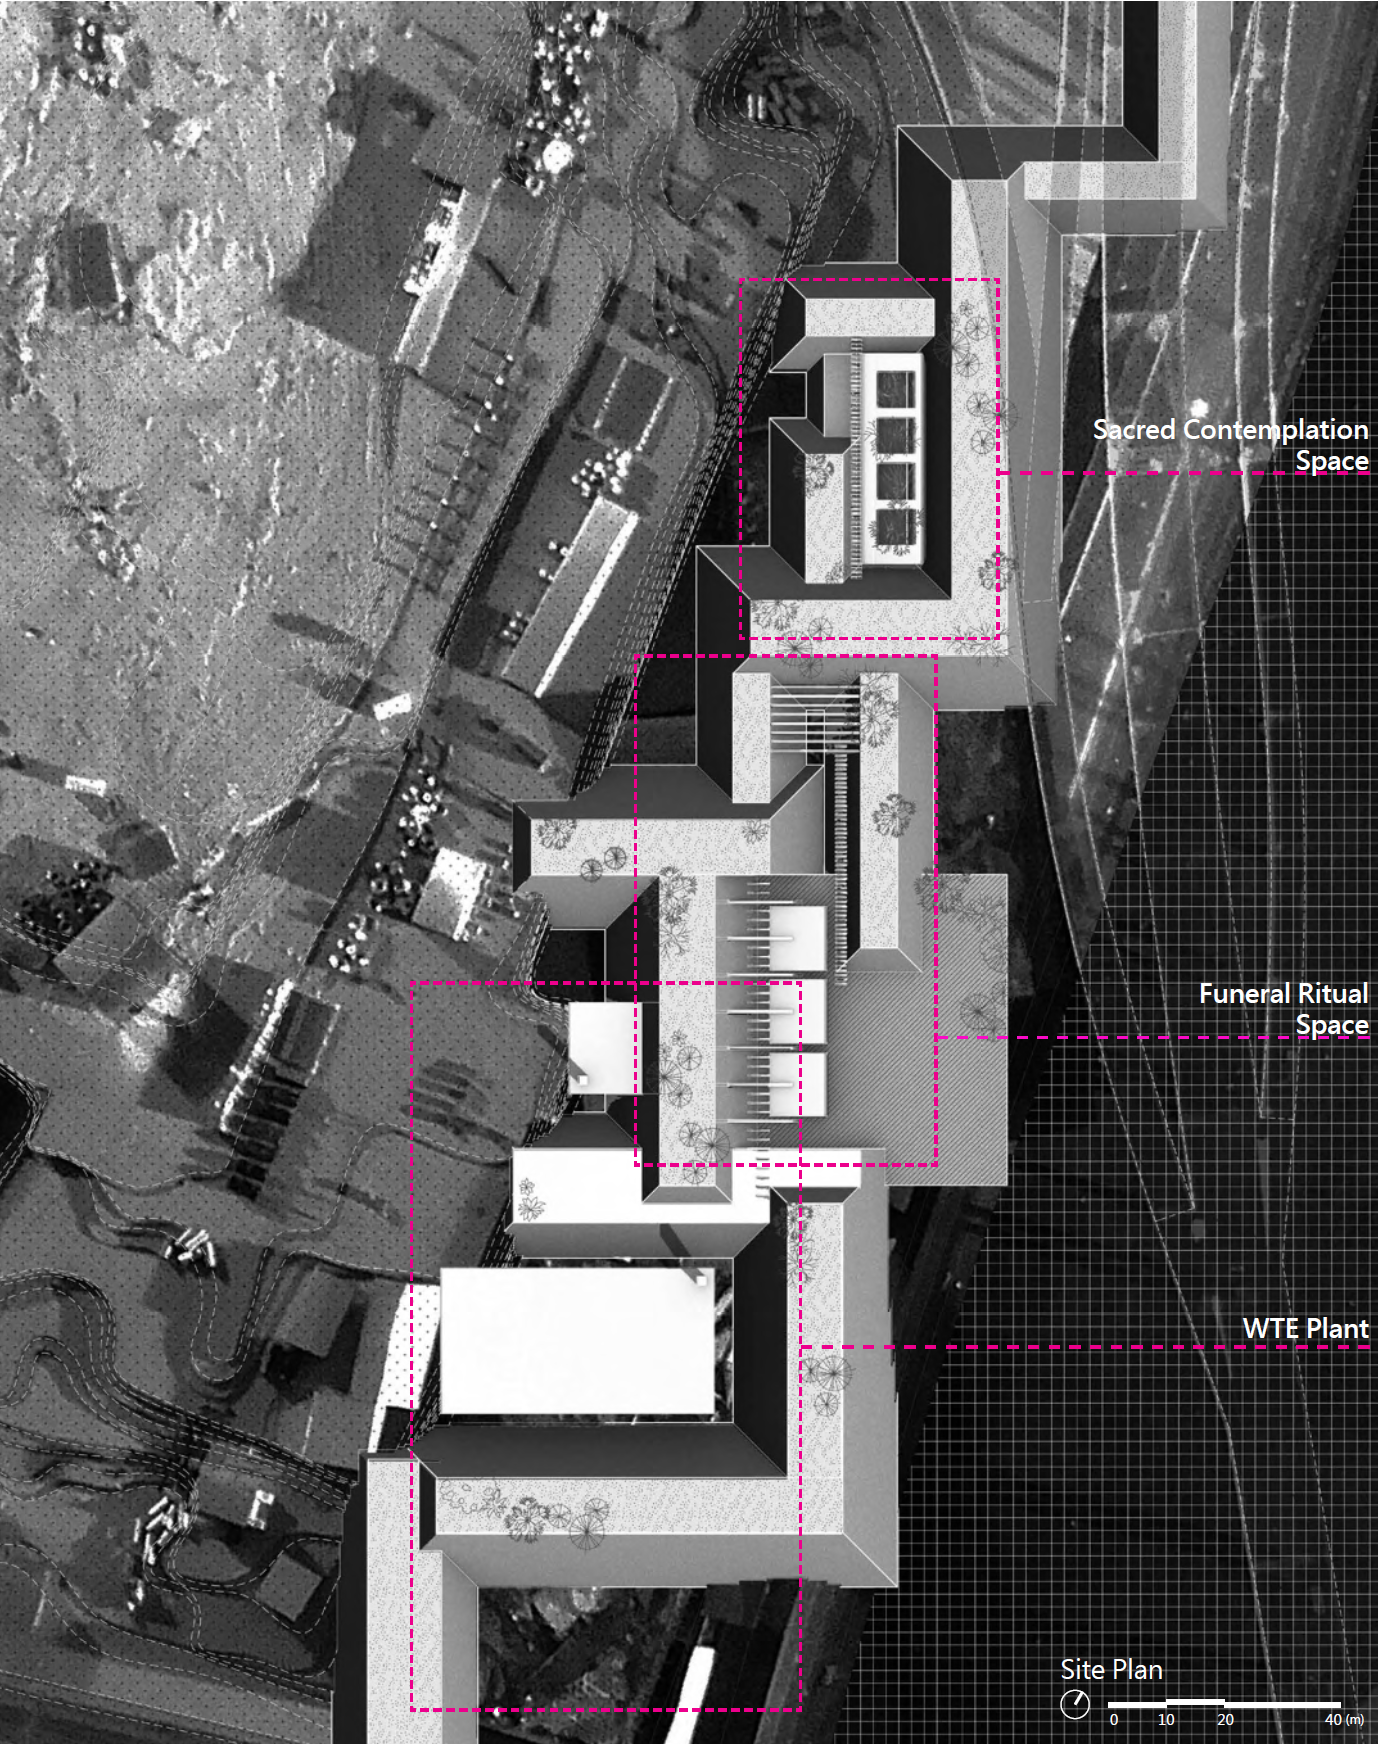 Sacred Contemplation
Space
Funeral Ritual
Space
WTE Plant
Site Plan
0 10 20 40 (m)